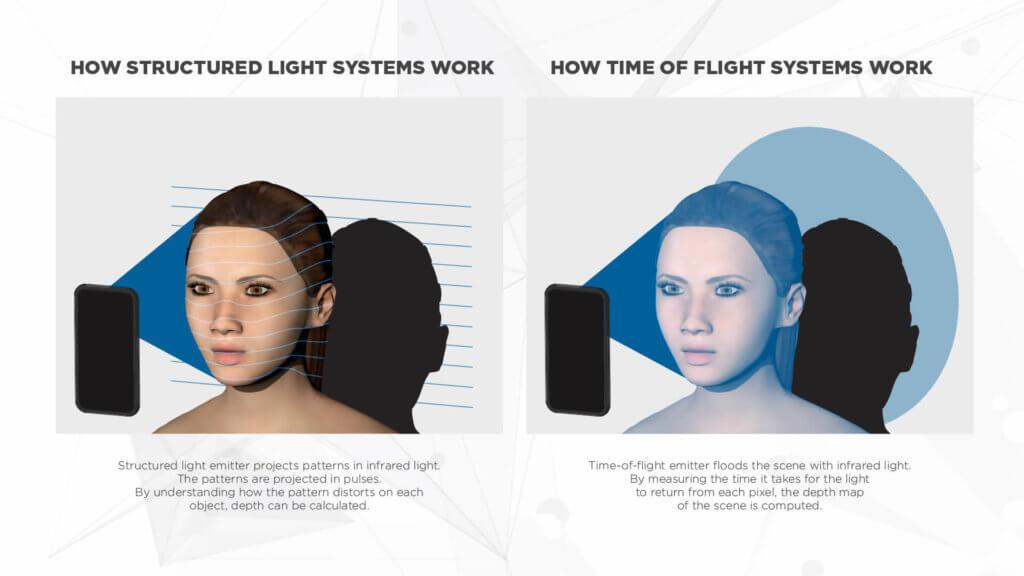 HOW STRUCTURED LIGHT SYSTEMS WORK
Structured light emitter projects patterns in infrared light.
The patterns are projected in pulses.
By understanding how the pattern distorts on each
object, depth can be calculated.
HOW TIME OF FLIGHT SYSTEMS WORK
Time-of-flight emitter floods the scene with infrared light.
By measuring the time it takes for the light
to return from each pixel, the depth map
of the scene is computed.